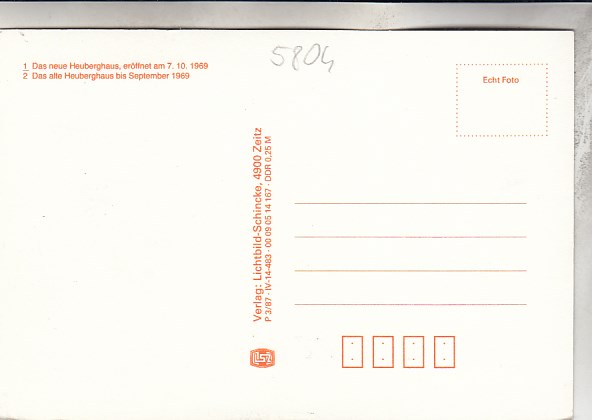 1 Das neue Heuberghaus, eröffnet am 7. 10. 1969
2 Das alte Heuberghaus bis September 1969
5804
Echt Foto
Verlag: Lichtbild-Schincke, 4900 Zeitz
P 3/87 · IV-14-483 · 00 09 05 14 167 · DDR 0,25 M